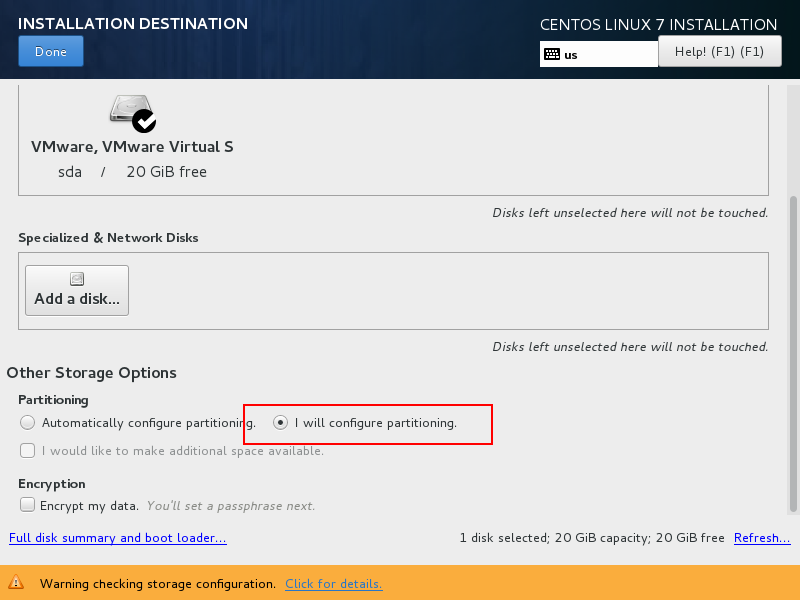 INSTALLATION DESTINATION
CENTOS LINUX 7 INSTALLATION
Done
us
Help! (F1) (F1)
VMware, VMware Virtual S
sda / 20 GiB free
Disks left unselected here will not be touched.
Specialized & Network Disks
Add a disk...
Disks left unselected here will not be touched.
Other Storage Options
Partitioning
Automatically configure partitioning. I will configure partitioning.
I would like to make additional space available.
Encryption
Encrypt my data. You'll set a passphrase next.
Full disk summary and boot loader... 1 disk selected; 20 GiB capacity; 20 GiB free Refresh...
Warning checking storage configuration. Click for details.